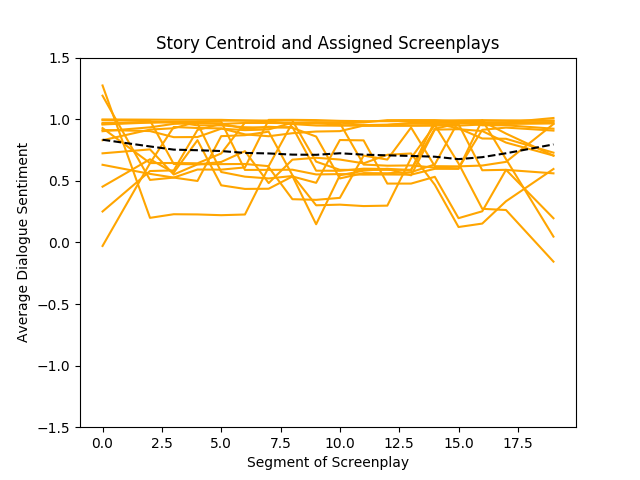 Story Centroid and Assigned Screenplays
1.5
1.0
0.5
0.0
−0.5
−1.0
−1.5
Average Dialogue Sentiment
0.0 2.5 5.0 7.5 10.0 12.5 15.0 17.5
Segment of Screenplay